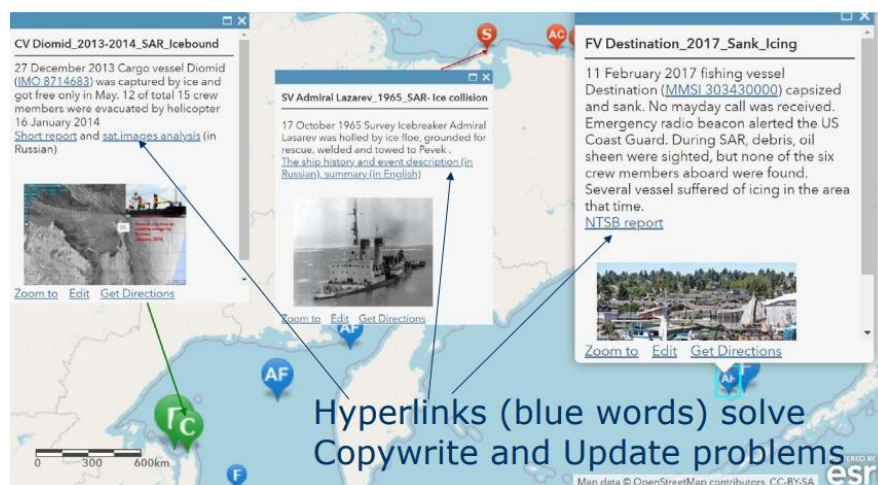 CV Diomid_2013-2014_SAR_Icebound
27 December 2013 Cargo vessel Diomid
(IMO 8714683) was captured by ice and
got free only in May. 12 of total 15 crew
members were evacuated by helicopter
16 January 2014
Short report and sat.images analysis (in
Russian)
Zoom to Edit Get Directions
SV Admiral Lazarev_1965_SAR- Ice collision
17 October 1965 Survey Icebreaker Admiral
Lasarev was holled by ice floe, grounded for
rescue, welded and towed to Pevek .
The ship history and event description (in
Russian), summary (in English)
Zoom to Edit Get Directions
S
AC
FV Destination_2017_Sank_Icing
11 February 2017 fishing vessel
Destination (MMSI 303430000) capsized
and sank. No mayday call was received.
Emergency radio beacon alerted the US
Coast Guard. During SAR, debris, oil
sheen were sighted, but none of the six
crew members aboard were found.
Several vessel suffered of icing in the area
that time.
NTSB report
Zoom to Edit Get Directions
AF
AF
AF
C
F
Hyperlinks (blue words) solve
Copywrite and Update problems
0 300 600km
Map data © OpenStreetMap contributors, CC-BY-SA
POWERED BY
esr